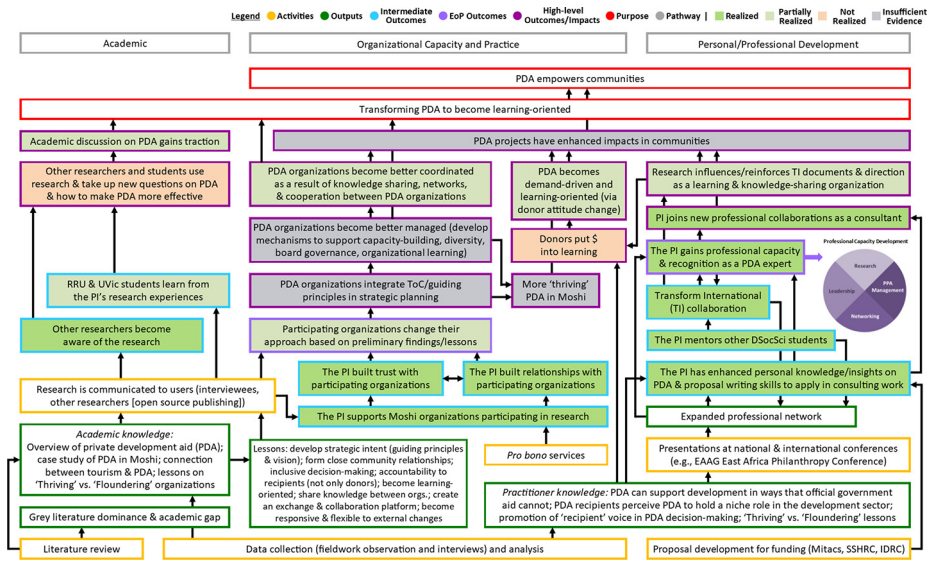 Legend
Activities
Outputs
Intermediate
Outcomes
EoP Outcomes
High-level
Outcomes/Impacts
Purpose
Pathway |
Realized
Partially
Realized
Not
Realized
Insufficient
Evidence
Academic
Organizational Capacity and Practice
Personal/Professional Development
PDA empowers communities
Transforming PDA to become learning-oriented
Academic discussion on PDA gains traction
PDA projects have enhanced impacts in communities
Other researchers and students use
research & take up new questions on PDA
& how to make PDA more effective
PDA organizations become better coordinated
as a result of knowledge sharing, networks,
& cooperation between PDA organizations
PDA becomes
demand-driven and
learning-oriented (via
donor attitude change)
Research influences/reinforces TI documents & direction
as a learning & knowledge-sharing organization
PI joins new professional collaborations as a consultant
PDA organizations become better managed (develop
mechanisms to support capacity-building, diversity,
board governance, organizational learning)
Donors put $
into learning
The PI gains professional capacity
& recognition as a PDA expert
Professional Capacity Development
Research
PPA
Management
Networking
Leadership
RRU & UVic students learn from
the PI's research experiences
PDA organizations integrate ToC/guiding
principles in strategic planning
More 'thriving'
PDA in Moshi
Transform International
(TI) collaboration
Other researchers become
aware of the research
Participating organizations change their
approach based on preliminary findings/lessons
The PI mentors other DSocSci students
The PI built trust with
participating organizations
The PI built relationships with
participating organizations
The PI has enhanced personal knowledge/insights on
PDA & proposal writing skills to apply in consulting work
Research is communicated to users (interviewees,
other researchers [open source publishing])
The PI supports Moshi organizations participating in research
Expanded professional network
Academic knowledge:
Overview of private development aid (PDA);
case study of PDA in Moshi; connection
between tourism & PDA; lessons on
'Thriving' vs. 'Floundering' organizations
Lessons: develop strategic intent (guiding principles
& vision); form close community relationships;
inclusive decision-making; accountability to
recipients (not only donors); become learning-
oriented; share knowledge between orgs.; create
an exchange & collaboration platform; become
responsive & flexible to external changes
Pro bono services
Presentations at national & international conferences
(e.g., EAAG East Africa Philanthropy Conference)
Practitioner knowledge: PDA can support development in ways that official government
aid cannot; PDA recipients perceive PDA to hold a niche role in the development sector;
promotion of 'recipient' voice in PDA decision-making; 'Thriving' vs. 'Floundering' lessons
Grey literature dominance & academic gap
Literature review
Data collection (fieldwork observation and interviews) and analysis
Proposal development for funding (Mitacs, SSHRC, IDRC)